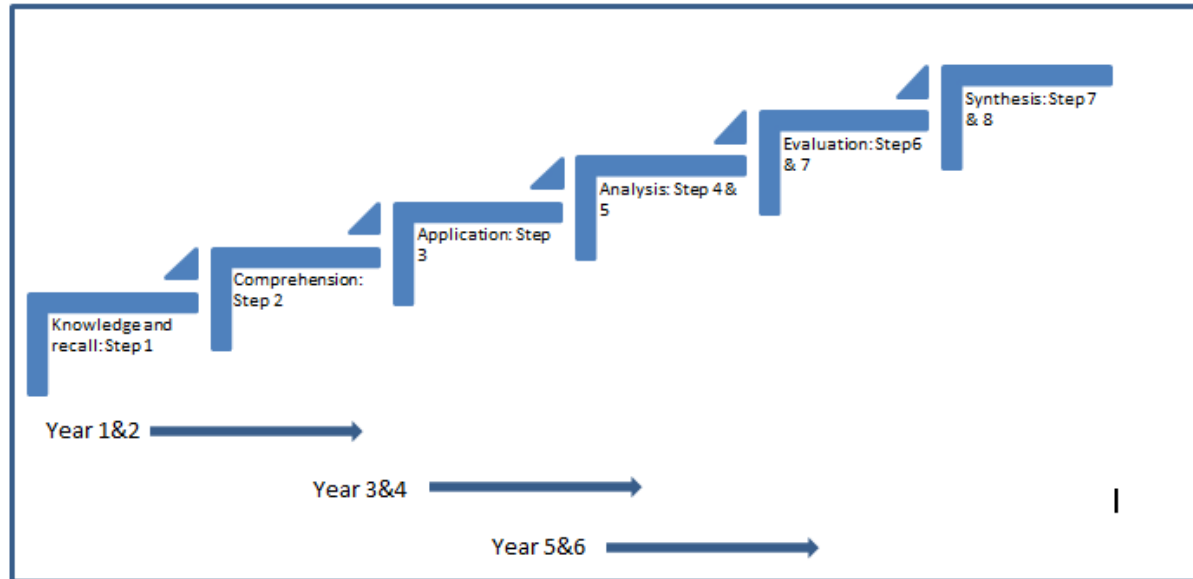 Knowledge and
recall: Step 1
Comprehension:
Step 2
Application: Step
3
Analysis: Step 4 &
5
Evaluation: Step6
& 7
Synthesis: Step 7
& 8
Year 1&2
Year 3&4
Year 5&6